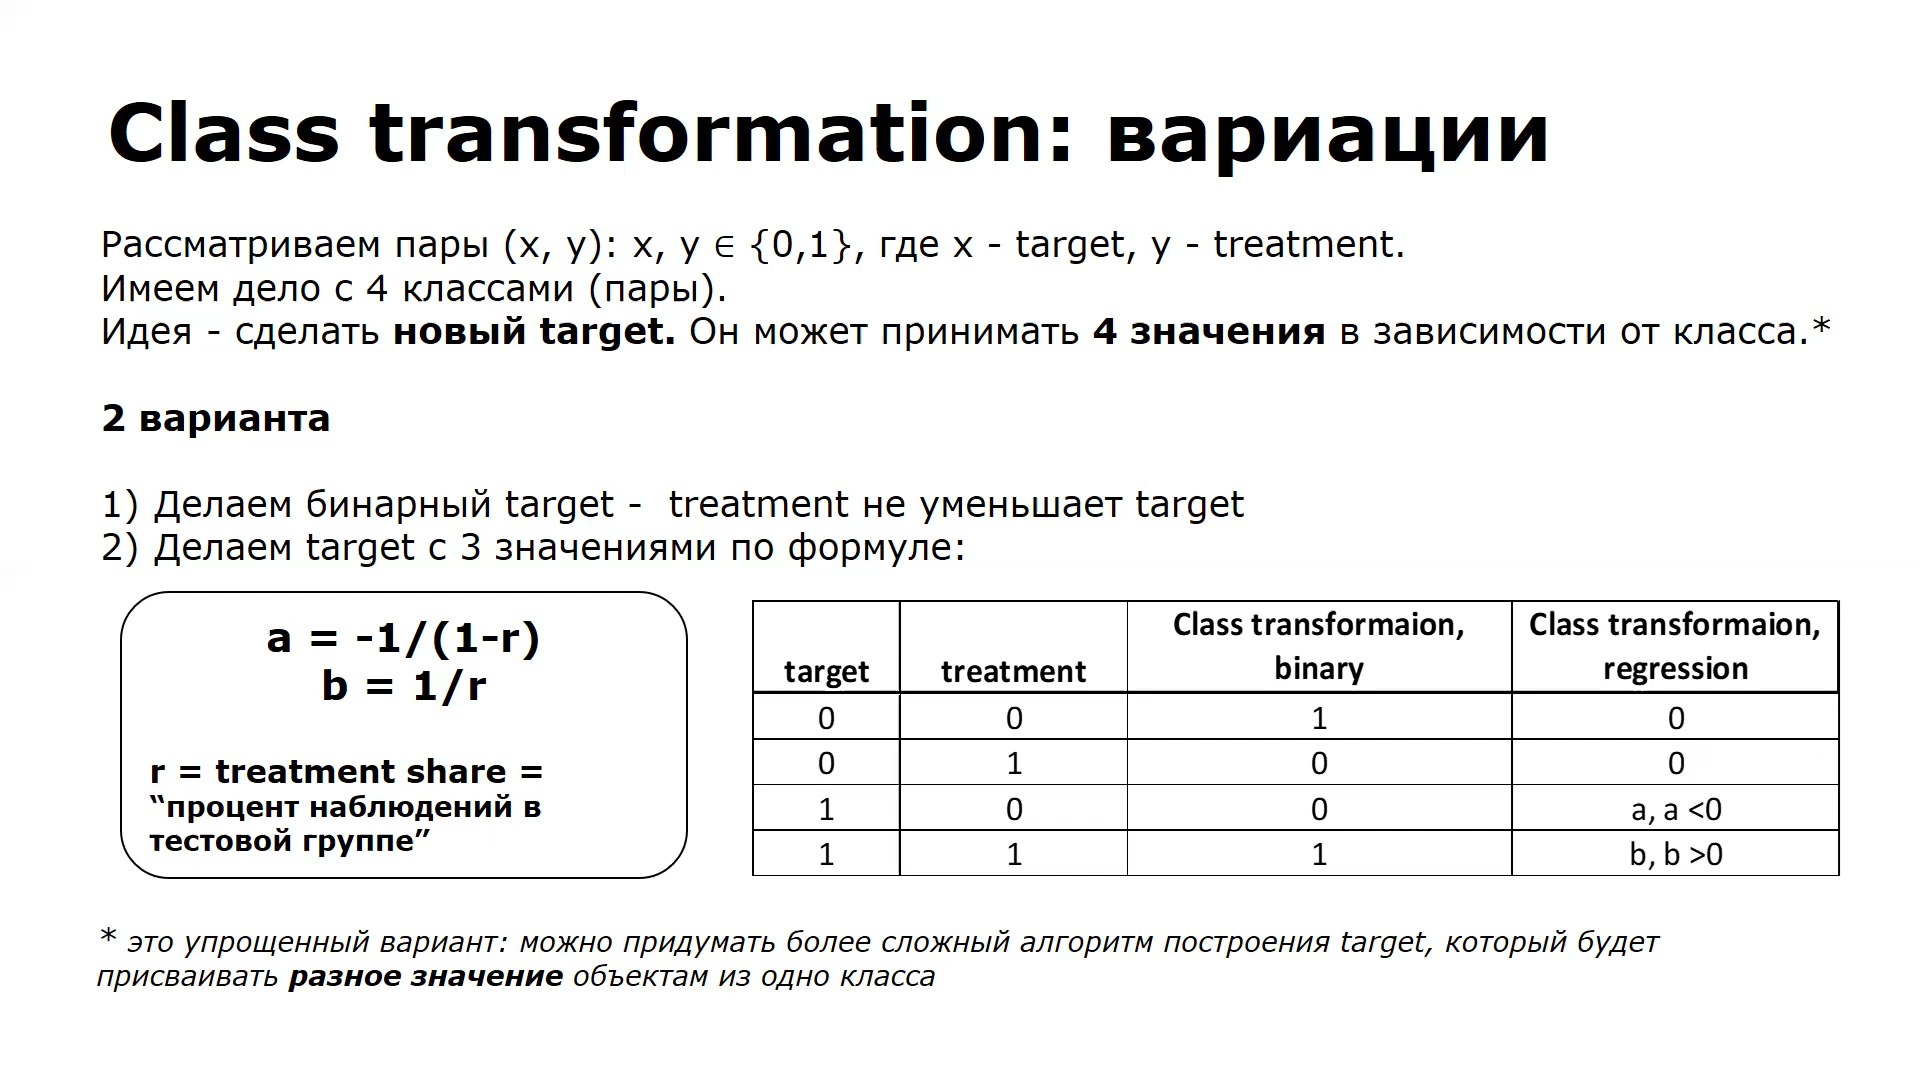 Class transformation: вариации
Рассматриваем пары (x, y): x, y ∈ {0,1}, где x - target, y - treatment.
Имеем дело с 4 классами (пары).
Идея - сделать новый target. Он может принимать 4 значения в зависимости от класса.*
2 варианта
1) Делаем бинарный target -  treatment не уменьшает target
2) Делаем target с 3 значениями по формуле:
a = -1/(1-r)
b = 1/r
r = treatment share =
“процент наблюдений в
тестовой группе”
target treatment Class transformaion, binary Class transformaion, regression
0 0 1 0
0 1 0 0
1 0 0 a, a <0
1 1 1 b, b >0
* это упрощенный вариант: можно придумать более сложный алгоритм построения target, который будет
присваивать разное значение объектам из одно класса